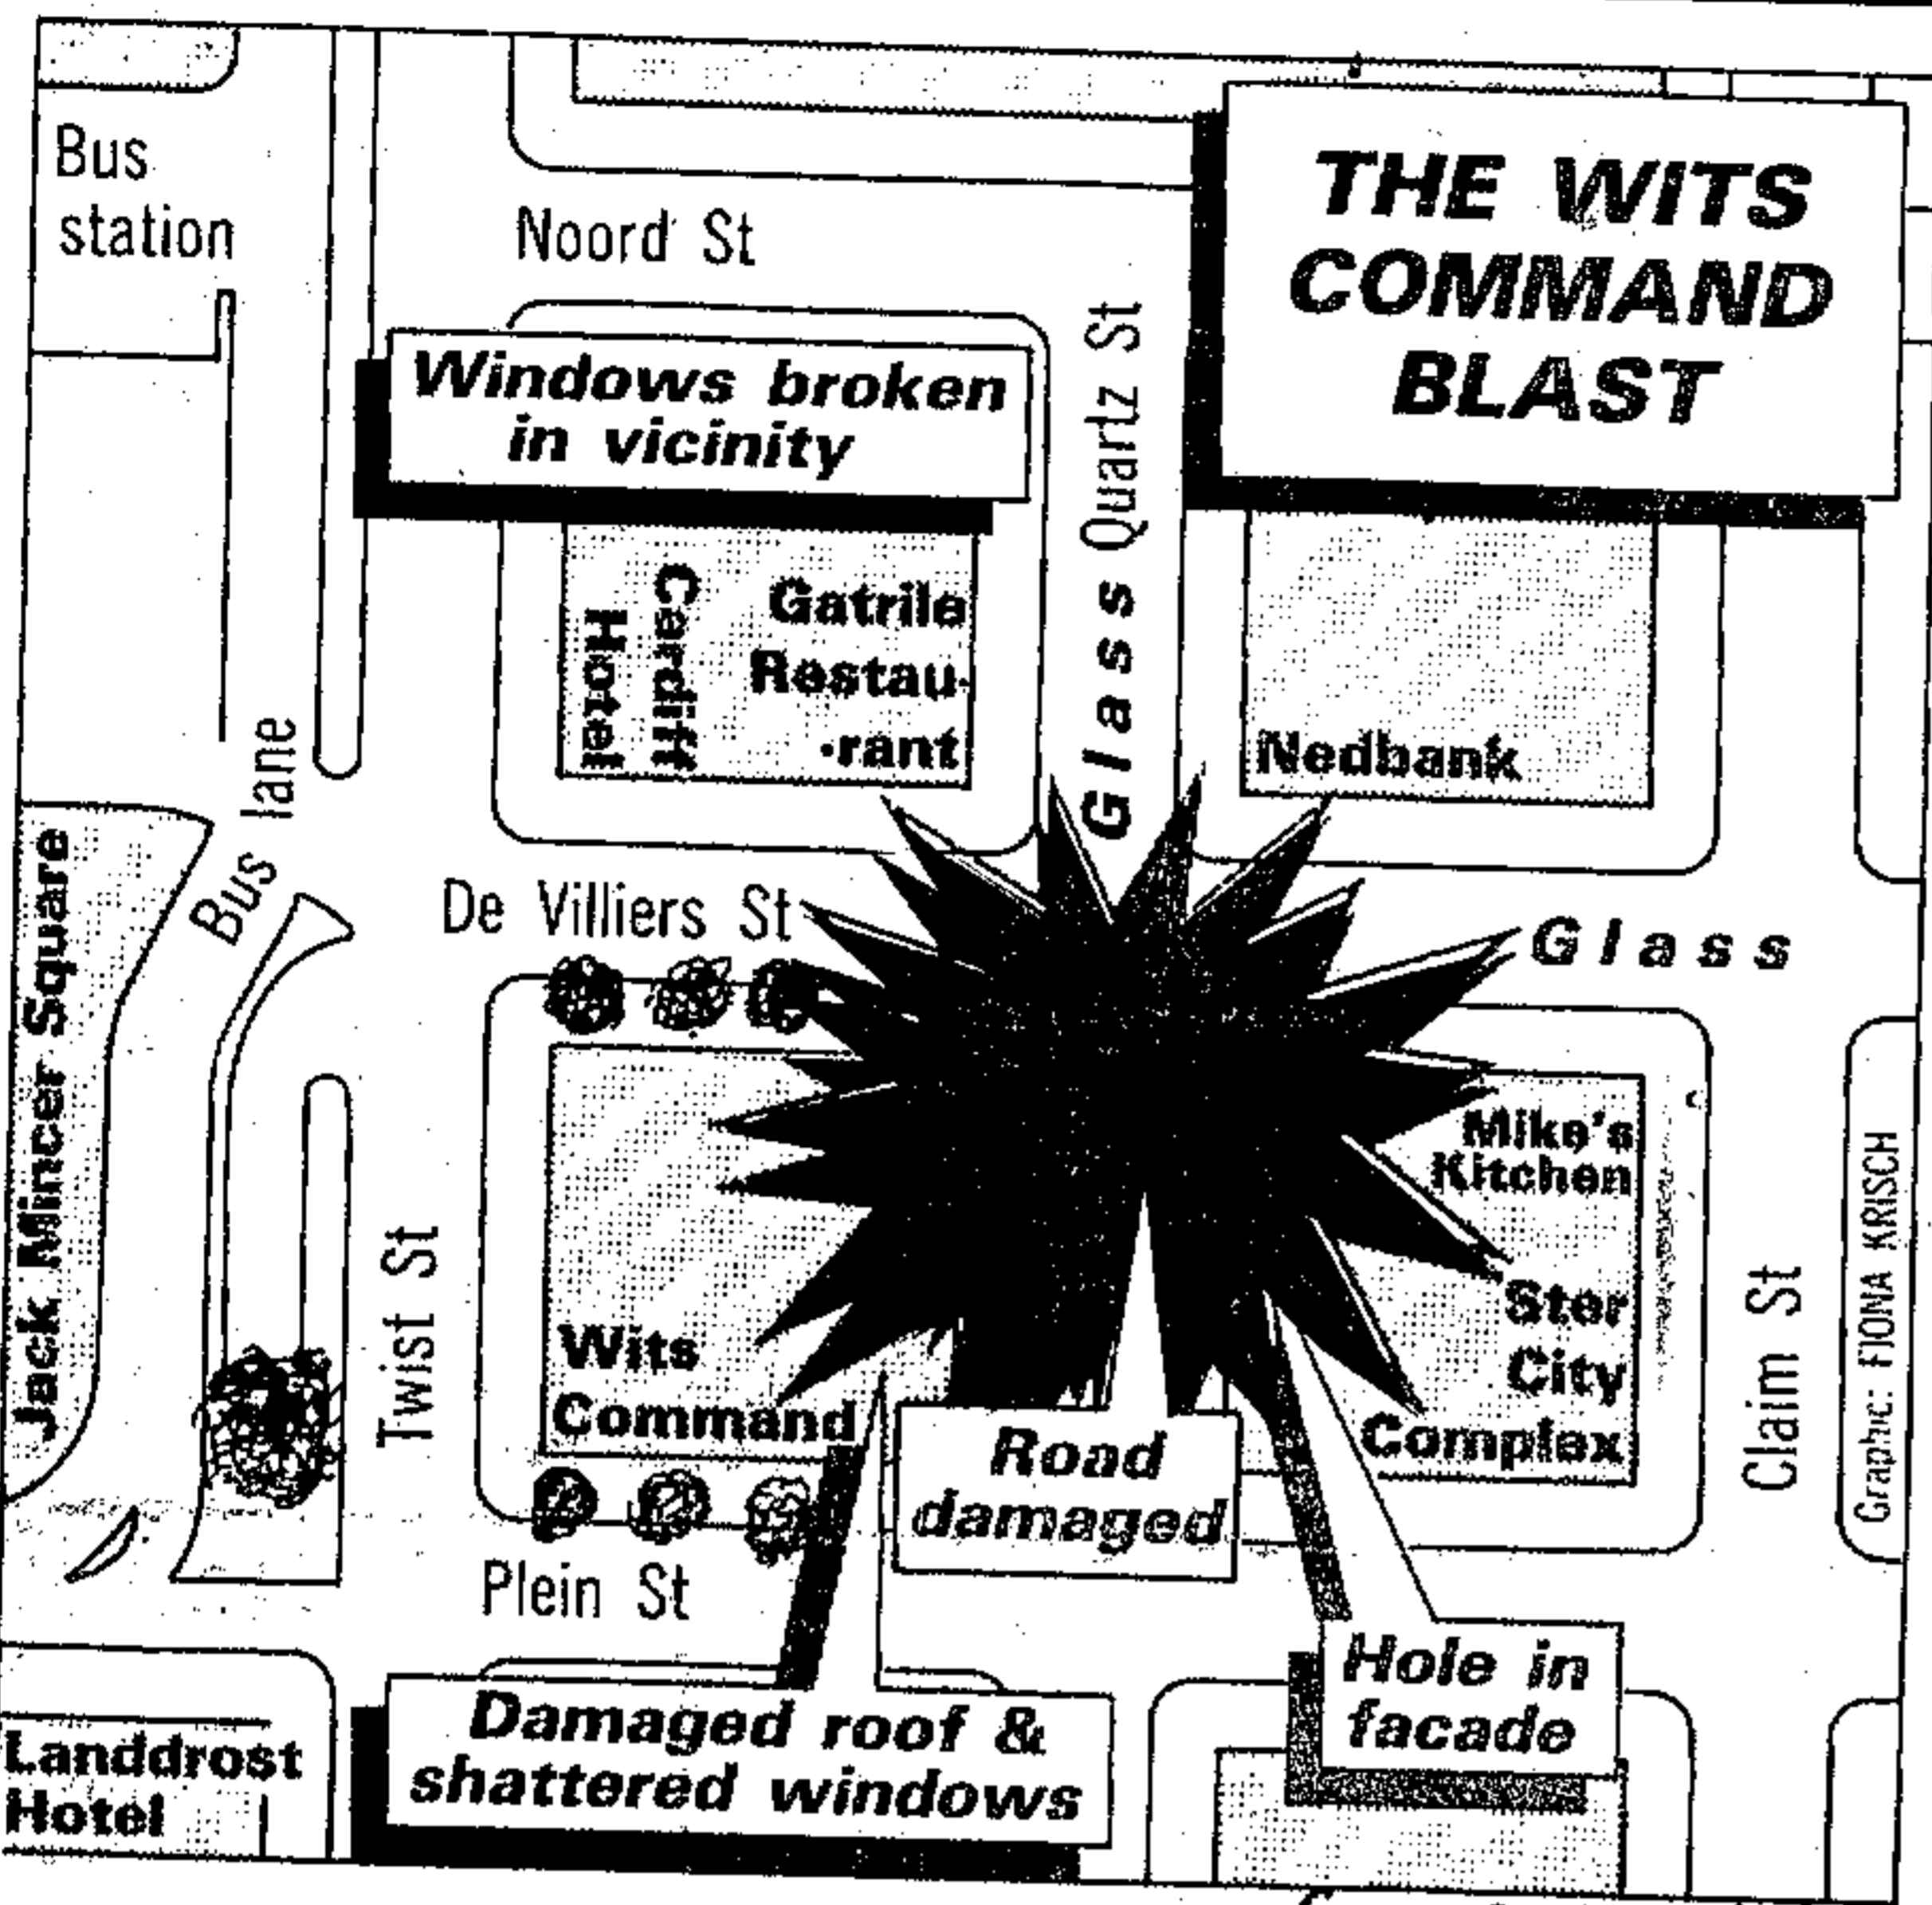 THE WITS
COMMAND
BLAST
Bus
station
Noord St
Windows broken
in vicinity
Quartz St
Glass
Cardiff
Hotel
Gatrile
Restau-
-rant
Nedbank
Bus lane
De Villiers St
Glass
Jack Mincer Square
Twist St
Wits
Command
Mike's
Kitchen
Ster
City
Complex
Claim St
Graphic: FIONA KRISCH
Road
damaged
Plein St
Hole in
facade
Damaged roof &
shattered windows
Landdrost
Hotel